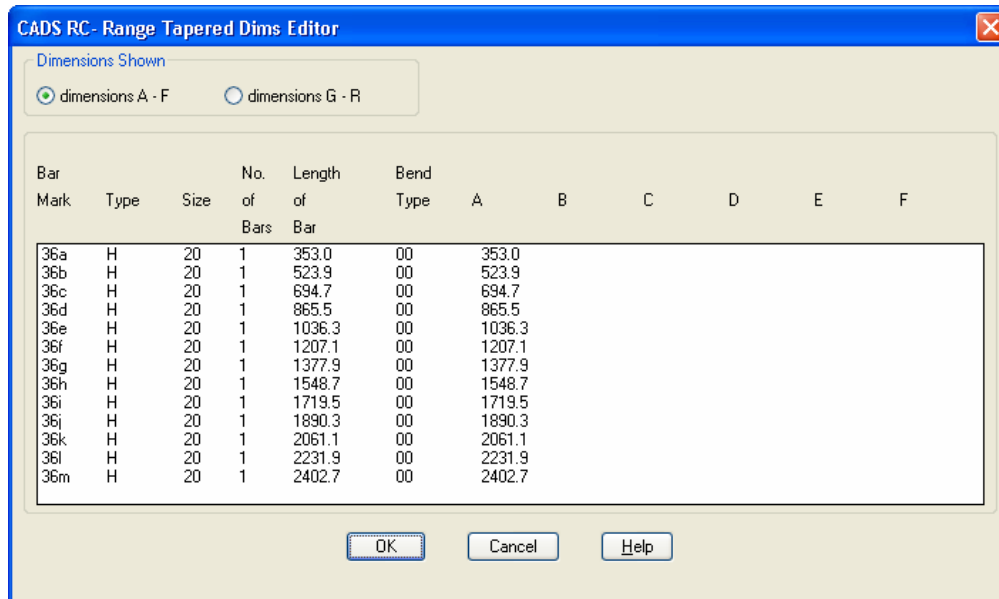 CADS RC- Range Tapered Dims Editor
Dimensions Shown
dimensions A - F dimensions G - R
Bar No. Length Bend
Mark Type Size of of Type A B C D E F
Bars Bar
36a H 20 1 353.0 00 353.0
36b H 20 1 523.9 00 523.9
36c H 20 1 694.7 00 694.7
36d H 20 1 865.5 00 865.5
36e H 20 1 1036.3 00 1036.3
36f H 20 1 1207.1 00 1207.1
36g H 20 1 1377.9 00 1377.9
36h H 20 1 1548.7 00 1548.7
36i H 20 1 1719.5 00 1719.5
36j H 20 1 1890.3 00 1890.3
36k H 20 1 2061.1 00 2061.1
36l H 20 1 2231.9 00 2231.9
36m H 20 1 2402.7 00 2402.7
OK Cancel Help